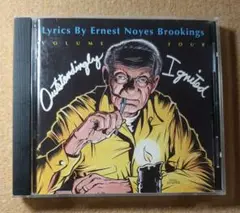 Lyrics By Ernest Noyes Brookings
VOLUME FOUR
Outstandingly Ignited